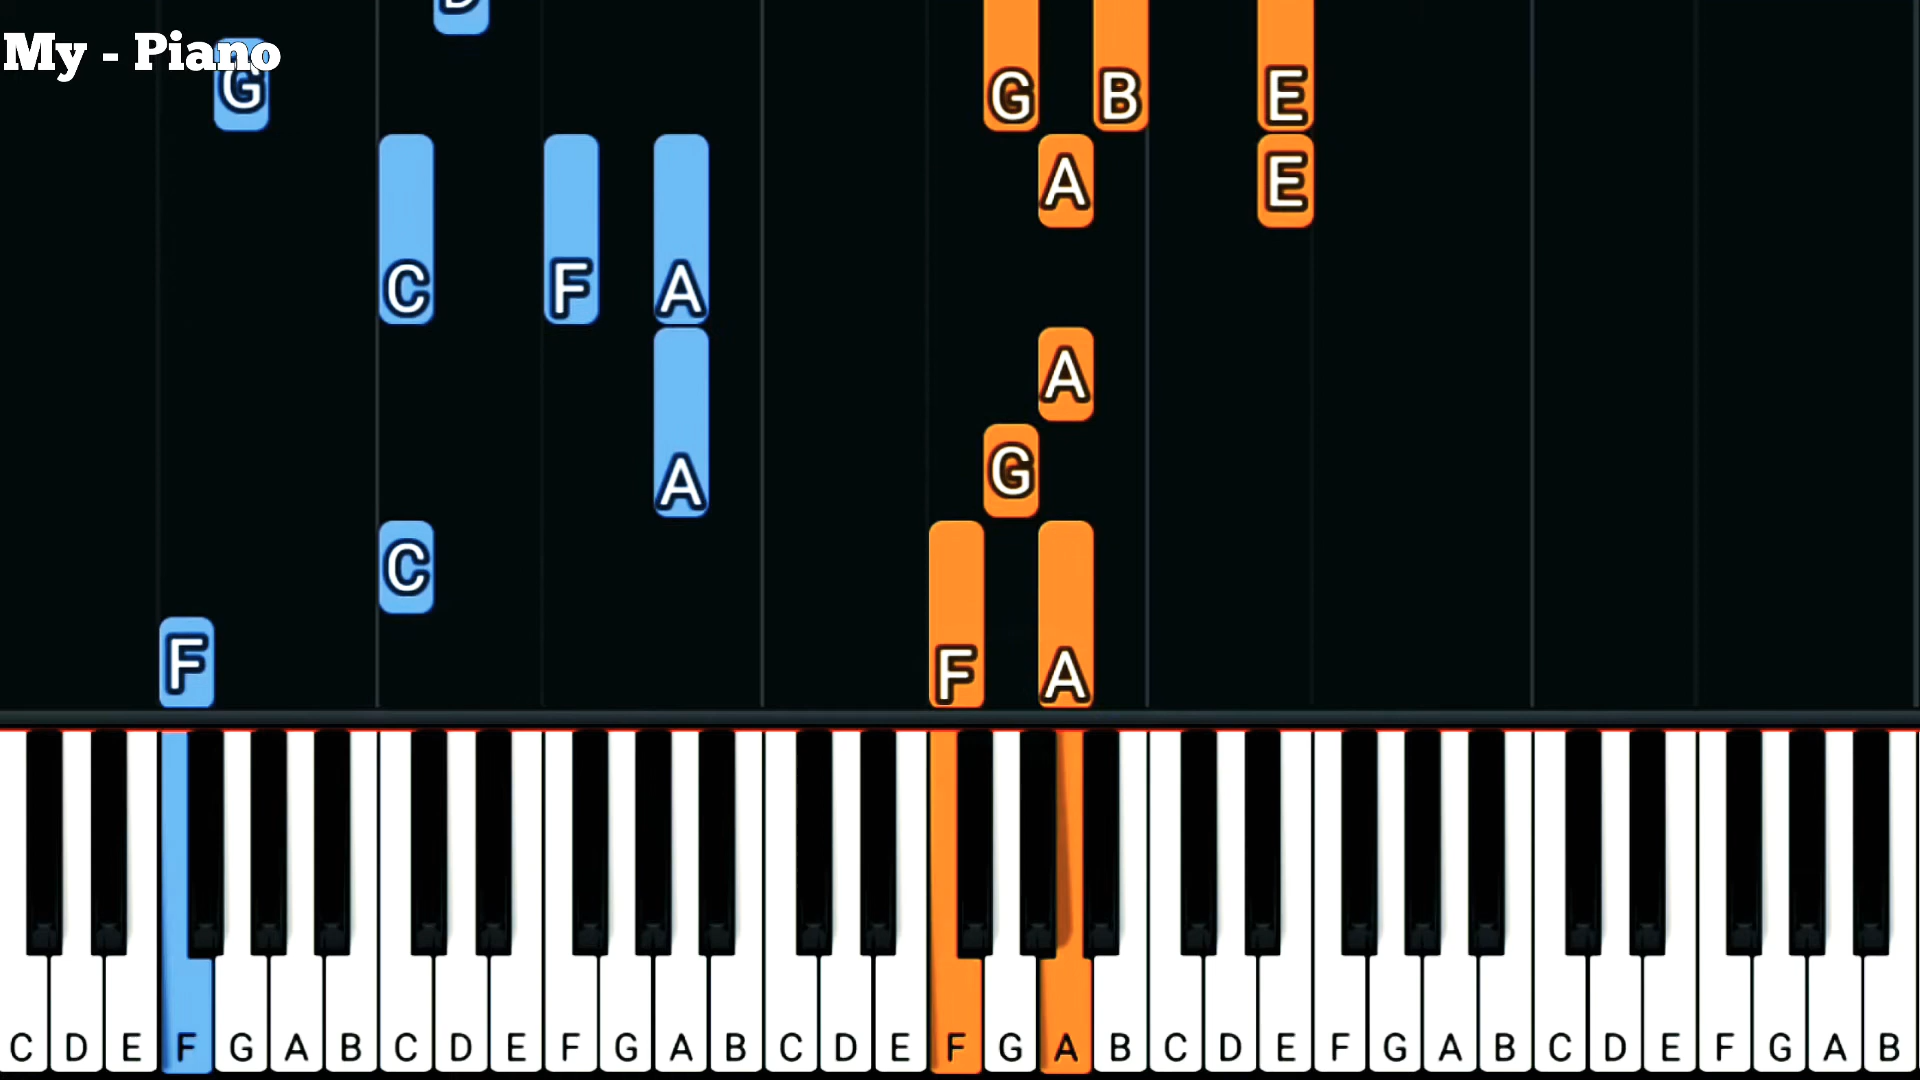 D
My - Piano
G G B E
A E
C F A
A
A G
C
F F A
C D E F G A B C D E F G A B C D E F G A B C D E F G A B C D E F G A B